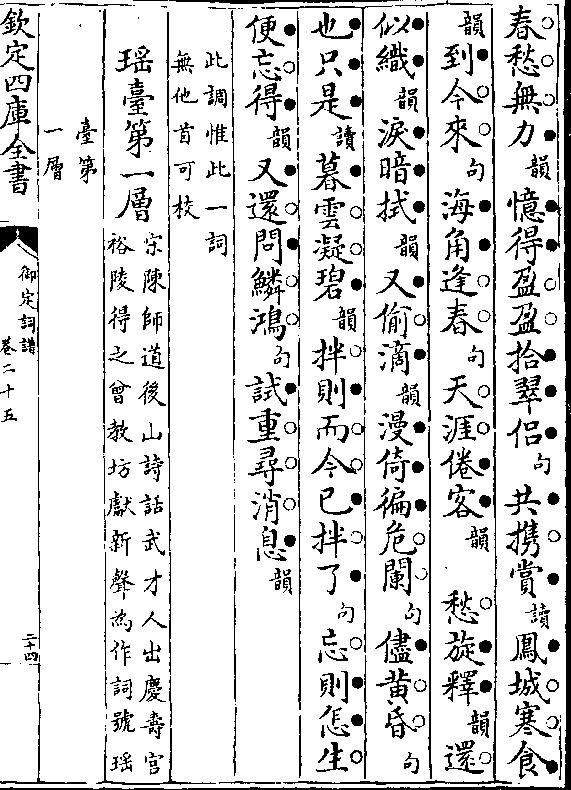 春愁無力韻憶得盈盈拾翠侣句共携賞讀鳳城寒食
韻到今來句海角逢春句天涯倦客韻　愁旋釋韻還
似織韻淚暗拭韻又偷滴韻漫倚徧危闌句儘黄昏句
也只是讀暮雲凝碧韻拌則而今已拌了句忘則怎生
便忘得韻又還問鱗鴻句試重尋消息韻
此調惟此一詞
無他首可校
瑶臺第一層
宗陳師道後山詩話武才人出慶壽宮
裕陵得之曾教坊獻新聲為作詞號瑶
臺第
一層
欽定四庫全書
御定詞譜
卷二十五
二十四